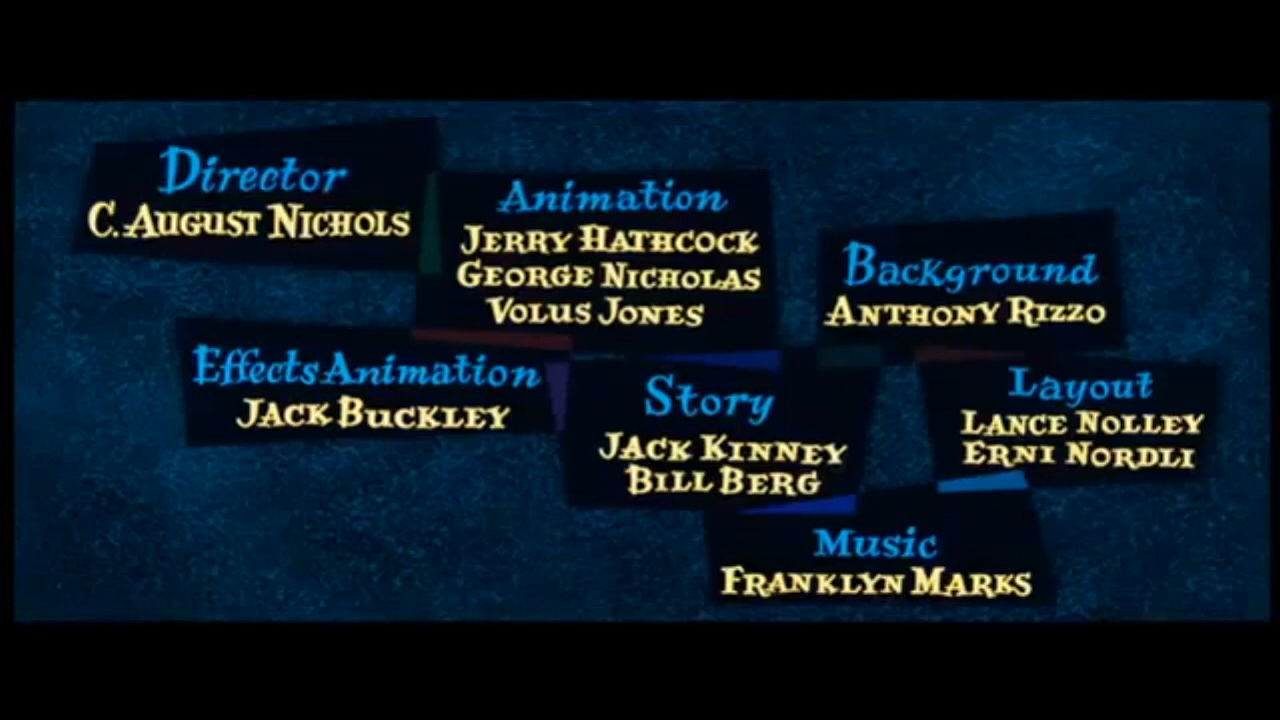 Director
C. AUGUST NICHOLS
Animation
JERRY HATHCOCK
GEORGE NICHOLAS
VOLUS JONES
Background
ANTHONY RIZZO
Effects Animation
JACK BUCKLEY
Story
JACK KINNEY
BILL BERG
Layout
LANCE NOLLEY
ERNI NORDLI
Music
FRANKLYN MARKS